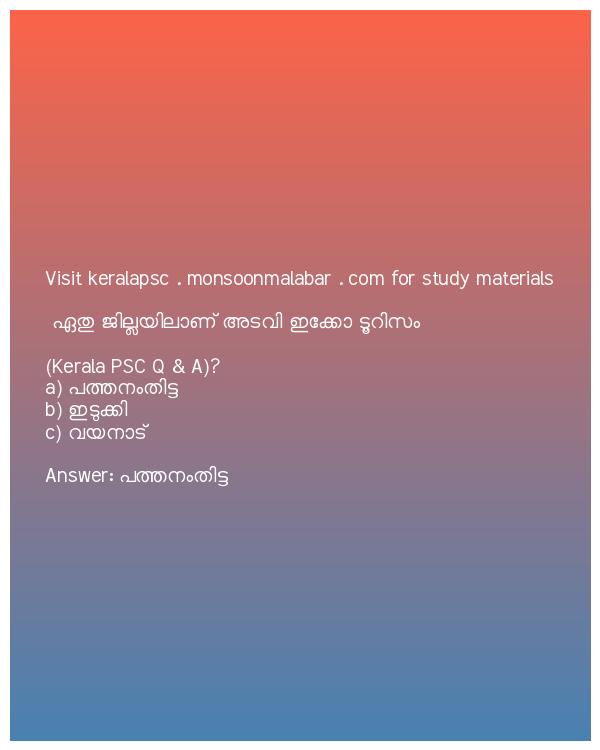 Visit keralapsc . monsoonmalabar . com for study materials
ഏതു ജില്ലയിലാണ് അടവി ഇക്കോ ടൂറിസം
(Kerala PSC Q & A)?
a) പത്തനംതിട്ട
b) ഇടുക്കി
c) വയനാട്
Answer: പത്തനംതിട്ട